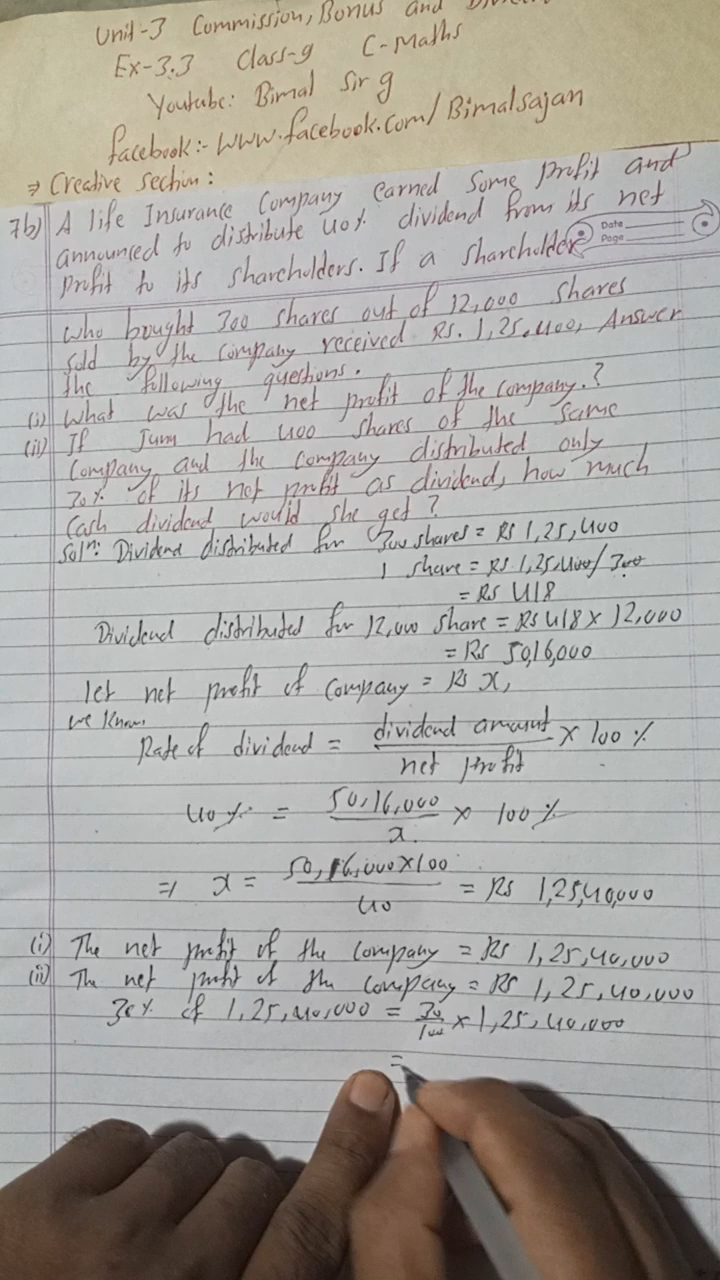 Unit-3 Commission, Bonus and
Ex-3.3 Class-9 C-Maths
Youtube: Bimal Sir g
facebook:- www.facebook.com/Bimalsajan
⇒ Creative section:
7b) A life Insurance Company earned some profit and
announced to distribute 40% dividend from its net
profit to its shareholders. If a shareholder
Date
Page
who bought 300 shares out of 12,000 shares
sold by the company received Rs. 1,25,400, Answer
the following questions.
(i) What was the net profit of the company.?
(ii) If had 400 shares of the same
Company and the company distributed only
30% of its net profit as dividend, how much
Cash dividend would she get?
Solⁿ: Dividend distributed for 300 shares = RS 1,25,400
1 share = RS 1,25,400/300
= RS 418
Dividend distributed for 12,000 share = RS 418 × 12,000
= RS 50,16,000
let net profit of company = RS x,
we know
Rate of dividend = dividend amount / net profit × 100%
40% = 50,16,000 / x × 100%
⇒ x = 50,16,000×100 / 40 = RS 1,25,40,000
(i) The net profit of the company = RS 1,25,40,000
(ii) The net profit of the company = RS 1,25,40,000
30% of 1,25,40,000 = 30/100 × 1,25,40,000
=